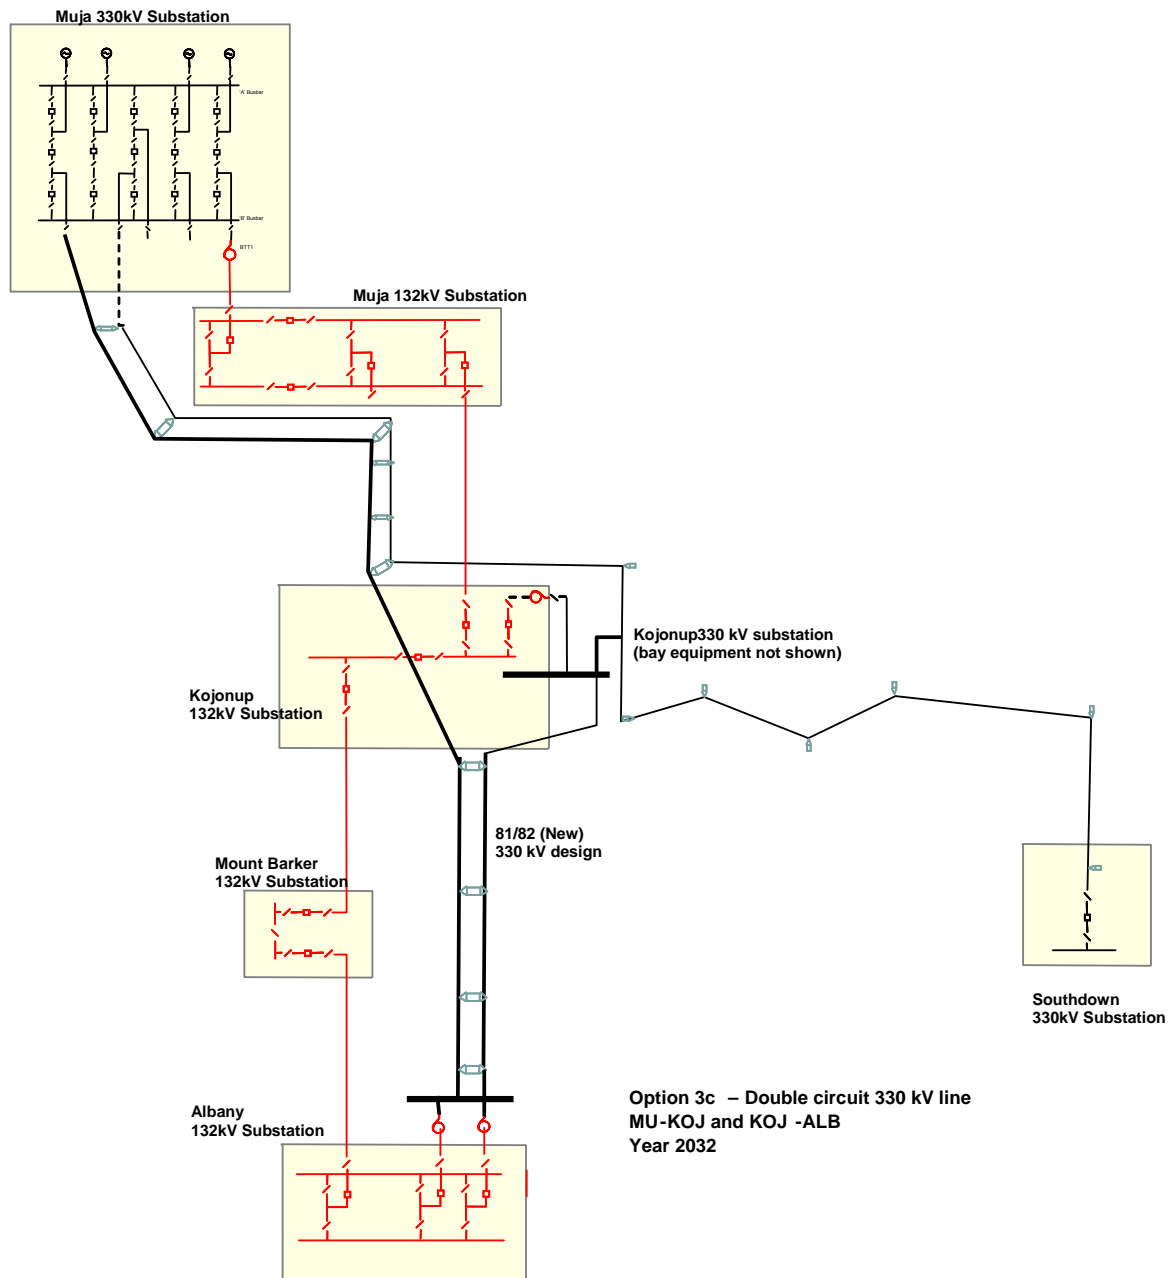 Muja 330kV Substation
'A' Busbar
'B' Busbar
BTT1
Muja 132kV Substation
Kojonup330 kV substation
(bay equipment not shown)
Kojonup
132kV Substation
81/82 (New)
330 kV design
Mount Barker
132kV Substation
Southdown
330kV Substation
Albany
132kV Substation
Option 3c – Double circuit 330 kV line
MU-KOJ and KOJ -ALB
Year 2032